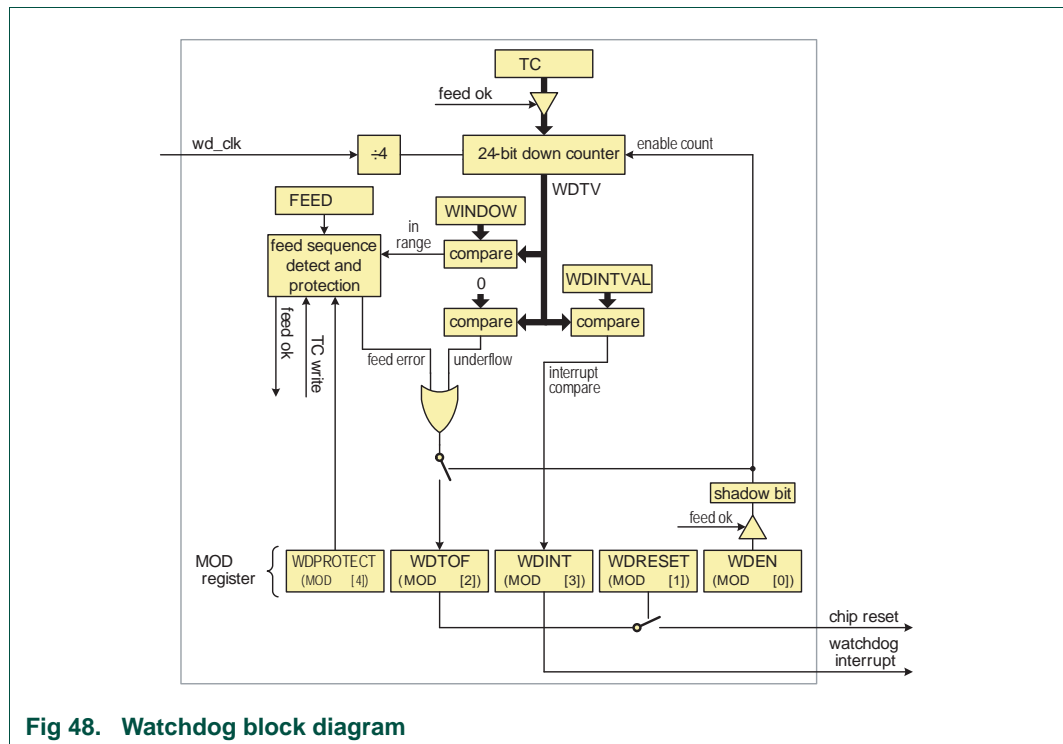 TC
feed ok
wd_clk
÷4
24-bit down counter
enable count
WDTV
FEED
WINDOW
in
range
feed sequence
detect and
protection
compare
0
WDINTVAL
compare
compare
feed ok
TC write
feed error
underflow
interrupt
compare
shadow bit
feed ok
MOD
register
WDPROTECT
(MOD [4])
WDTOF
(MOD [2])
WDINT
(MOD [3])
WDRESET
(MOD [1])
WDEN
(MOD [0])
chip reset
watchdog
interrupt
Fig 48. Watchdog block diagram